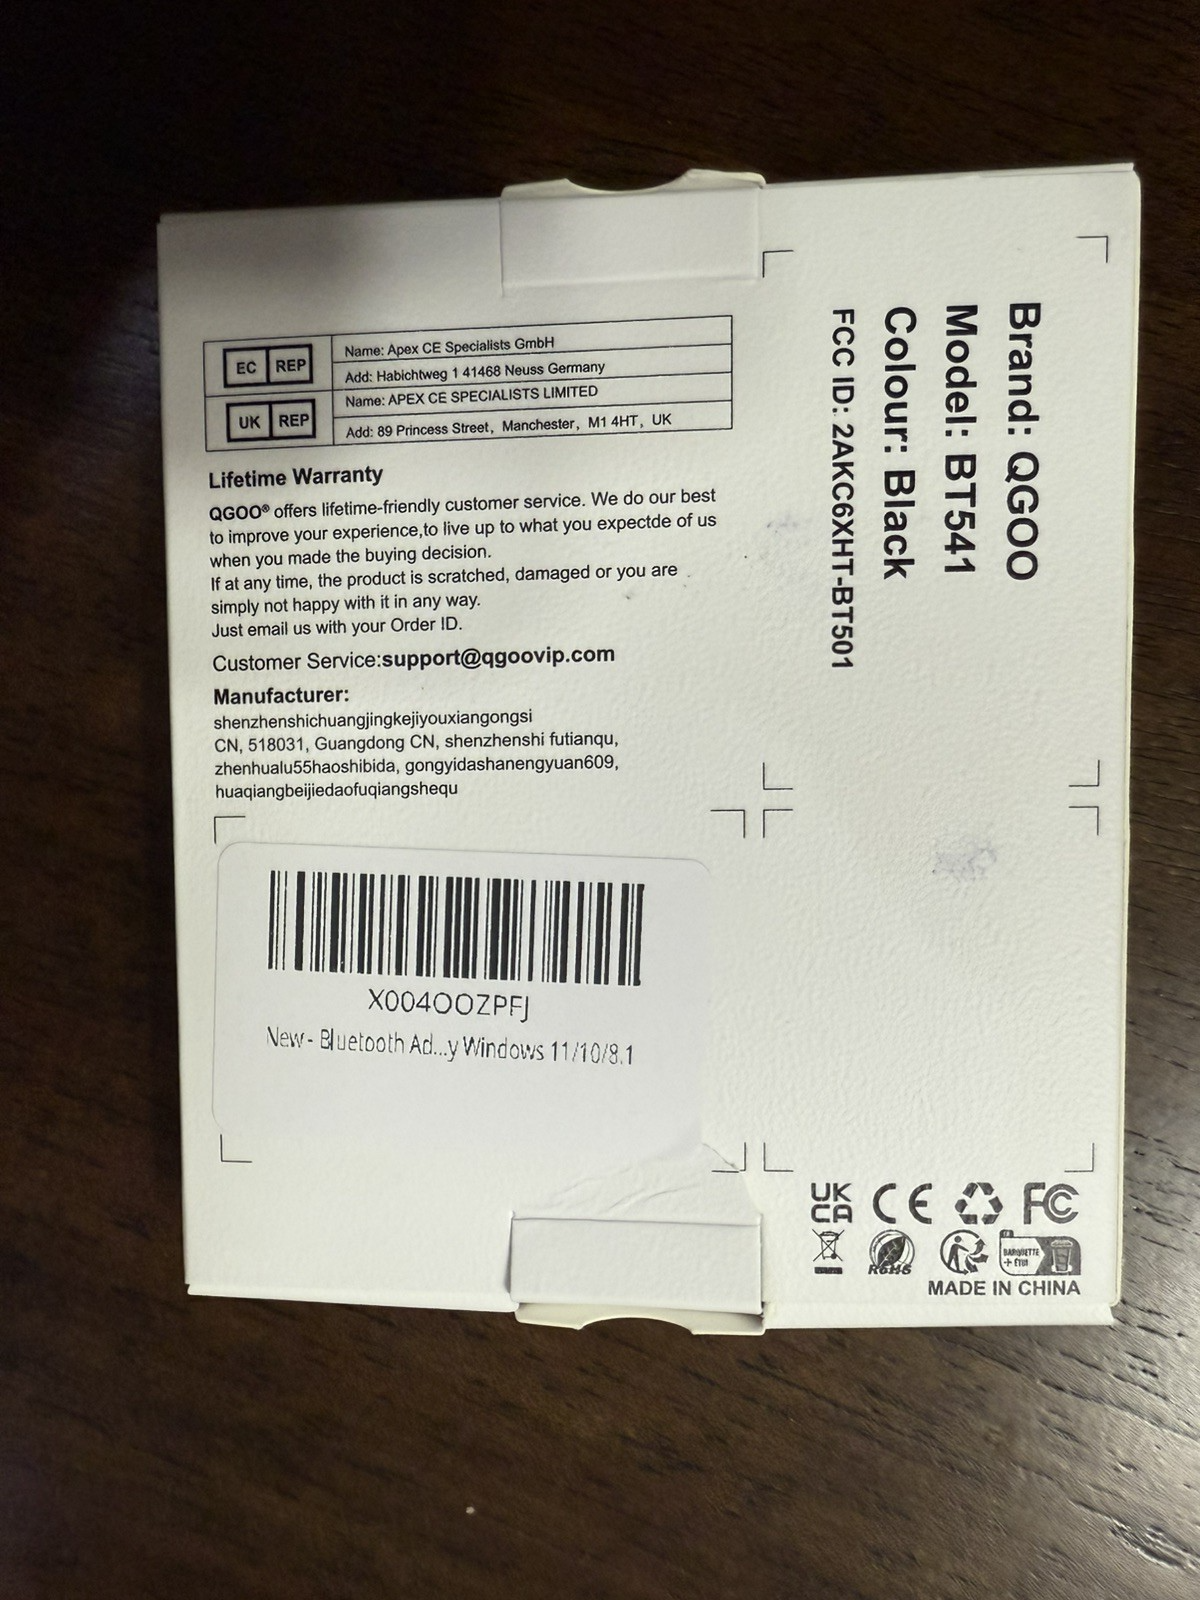 EC REP
Name: Apex CE Specialists GmbH
Add: Habichtweg 1 41468 Neuss Germany
UK REP
Name: APEX CE SPECIALISTS LIMITED
Add: 89 Princess Street, Manchester, M1 4HT, UK
Lifetime Warranty
QGOO® offers lifetime-friendly customer service. We do our best
to improve your experience,to live up to what you expectde of us
when you made the buying decision.
If at any time, the product is scratched, damaged or you are
simply not happy with it in any way.
Just email us with your Order ID.
Customer Service:support@qgoovip.com
Manufacturer:
shenzhenshichuangjingkejiyouxiangongsi
CN, 518031, Guangdong CN, shenzhenshi futianqu,
zhenhualu55haoshibida, gongyidashanengyuan609,
huaqiangbeijiedaofuqiangshequ
X004OOZPFJ
New - Bluetooth Ad...y Windows 11/10/8.1
Brand: QGOO
Model: BT541
Colour: Black
FCC ID: 2AKC6XHT-BT501
UK
CA
CE
FC
RoHS
FR
BARQUETTE
+ ÉTUI
MADE IN CHINA